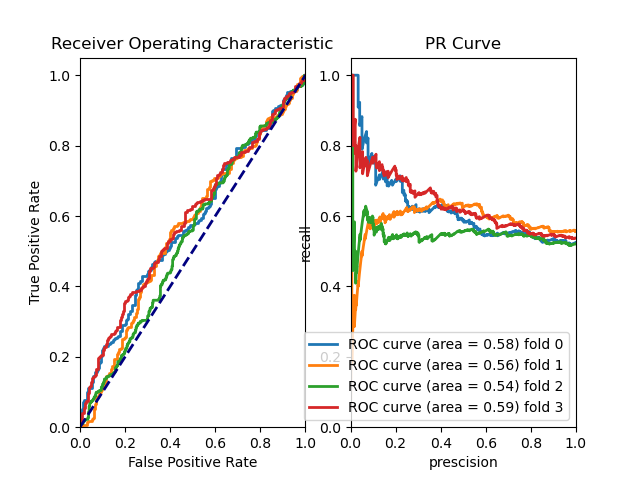 Receiver Operating Characteristic
PR Curve
1.0
0.8
0.6
0.4
0.2
0.0
True Positive Rate
0.0 0.2 0.4 0.6 0.8 1.0
False Positive Rate
1.0
0.8
0.6
0.4
0.2
0.0
recall
ROC curve (area = 0.58) fold 0
ROC curve (area = 0.56) fold 1
ROC curve (area = 0.54) fold 2
ROC curve (area = 0.59) fold 3
0.0 0.2 0.4 0.6 0.8 1.0
prescision